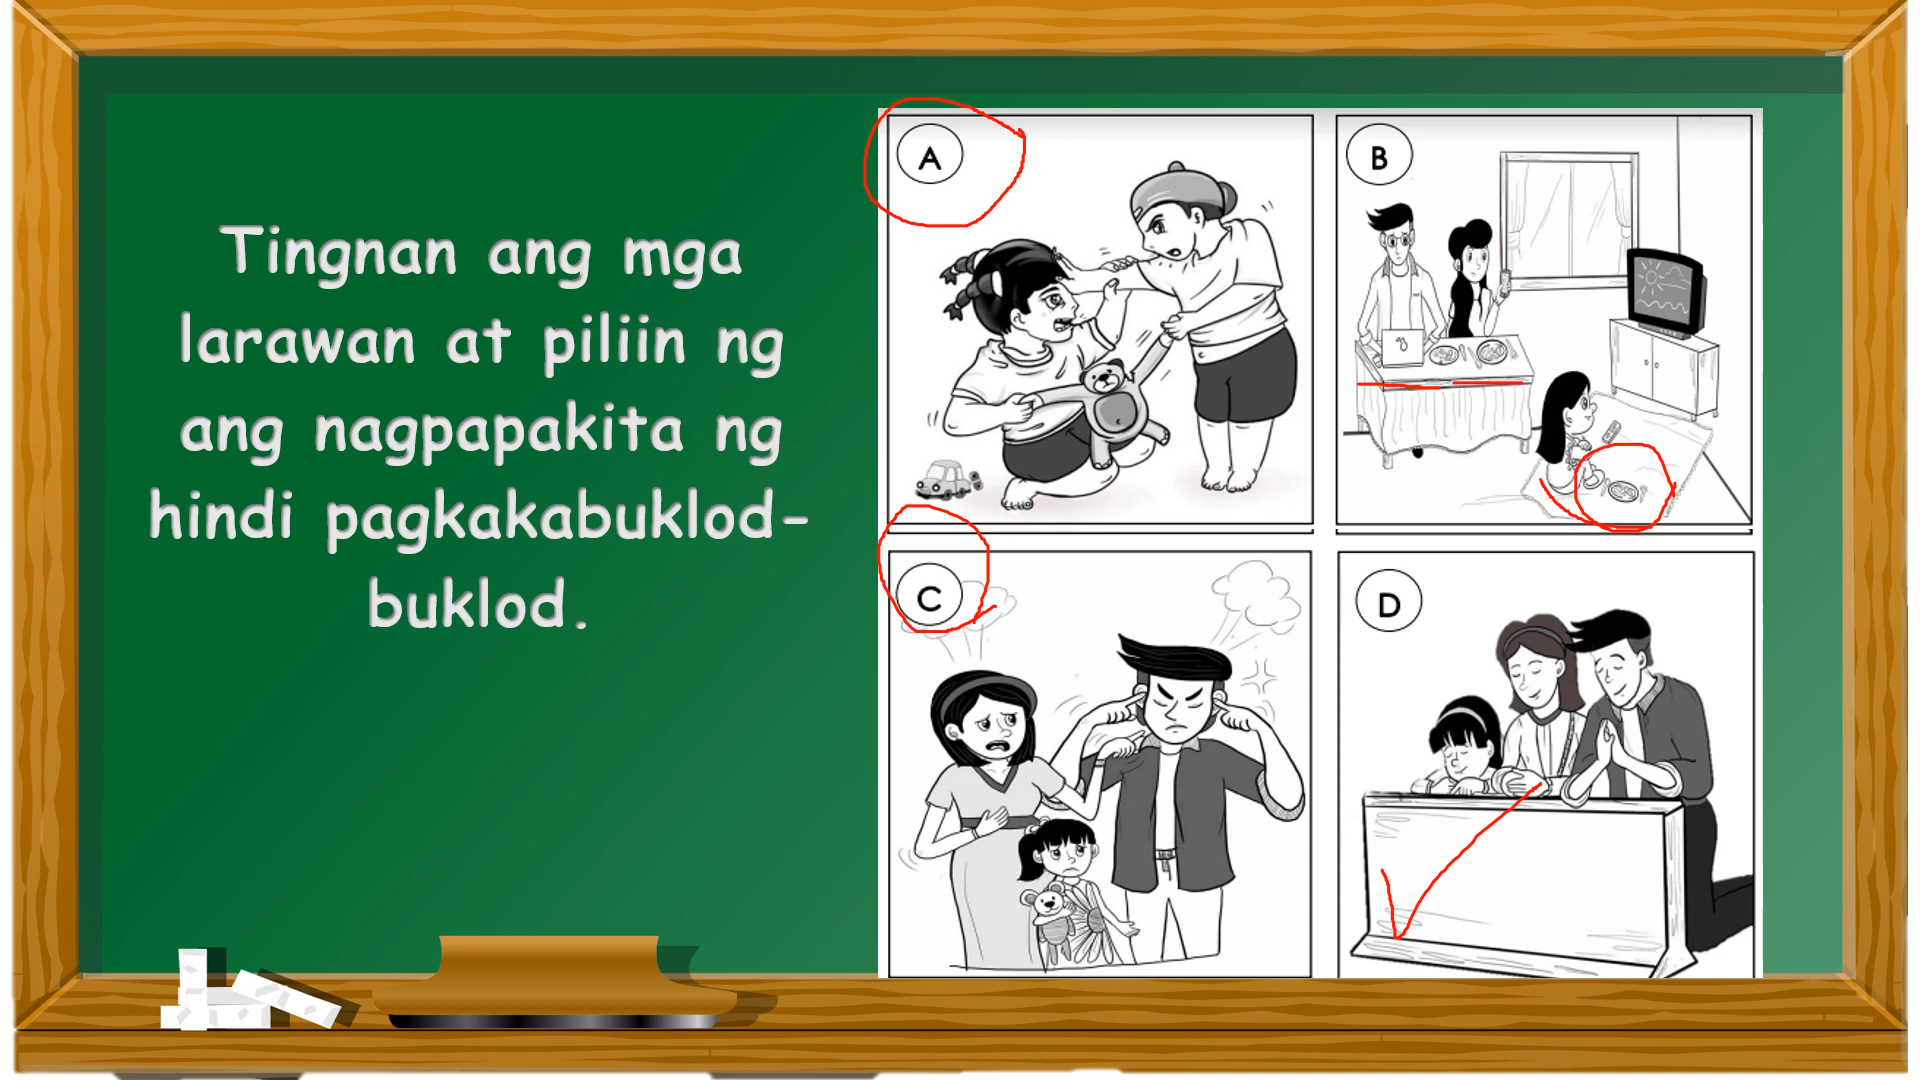 Tingnan ang mga
larawan at piliin ng
ang nagpapakita ng
hindi pagkakabuklod-
buklod.
A
B
C
D